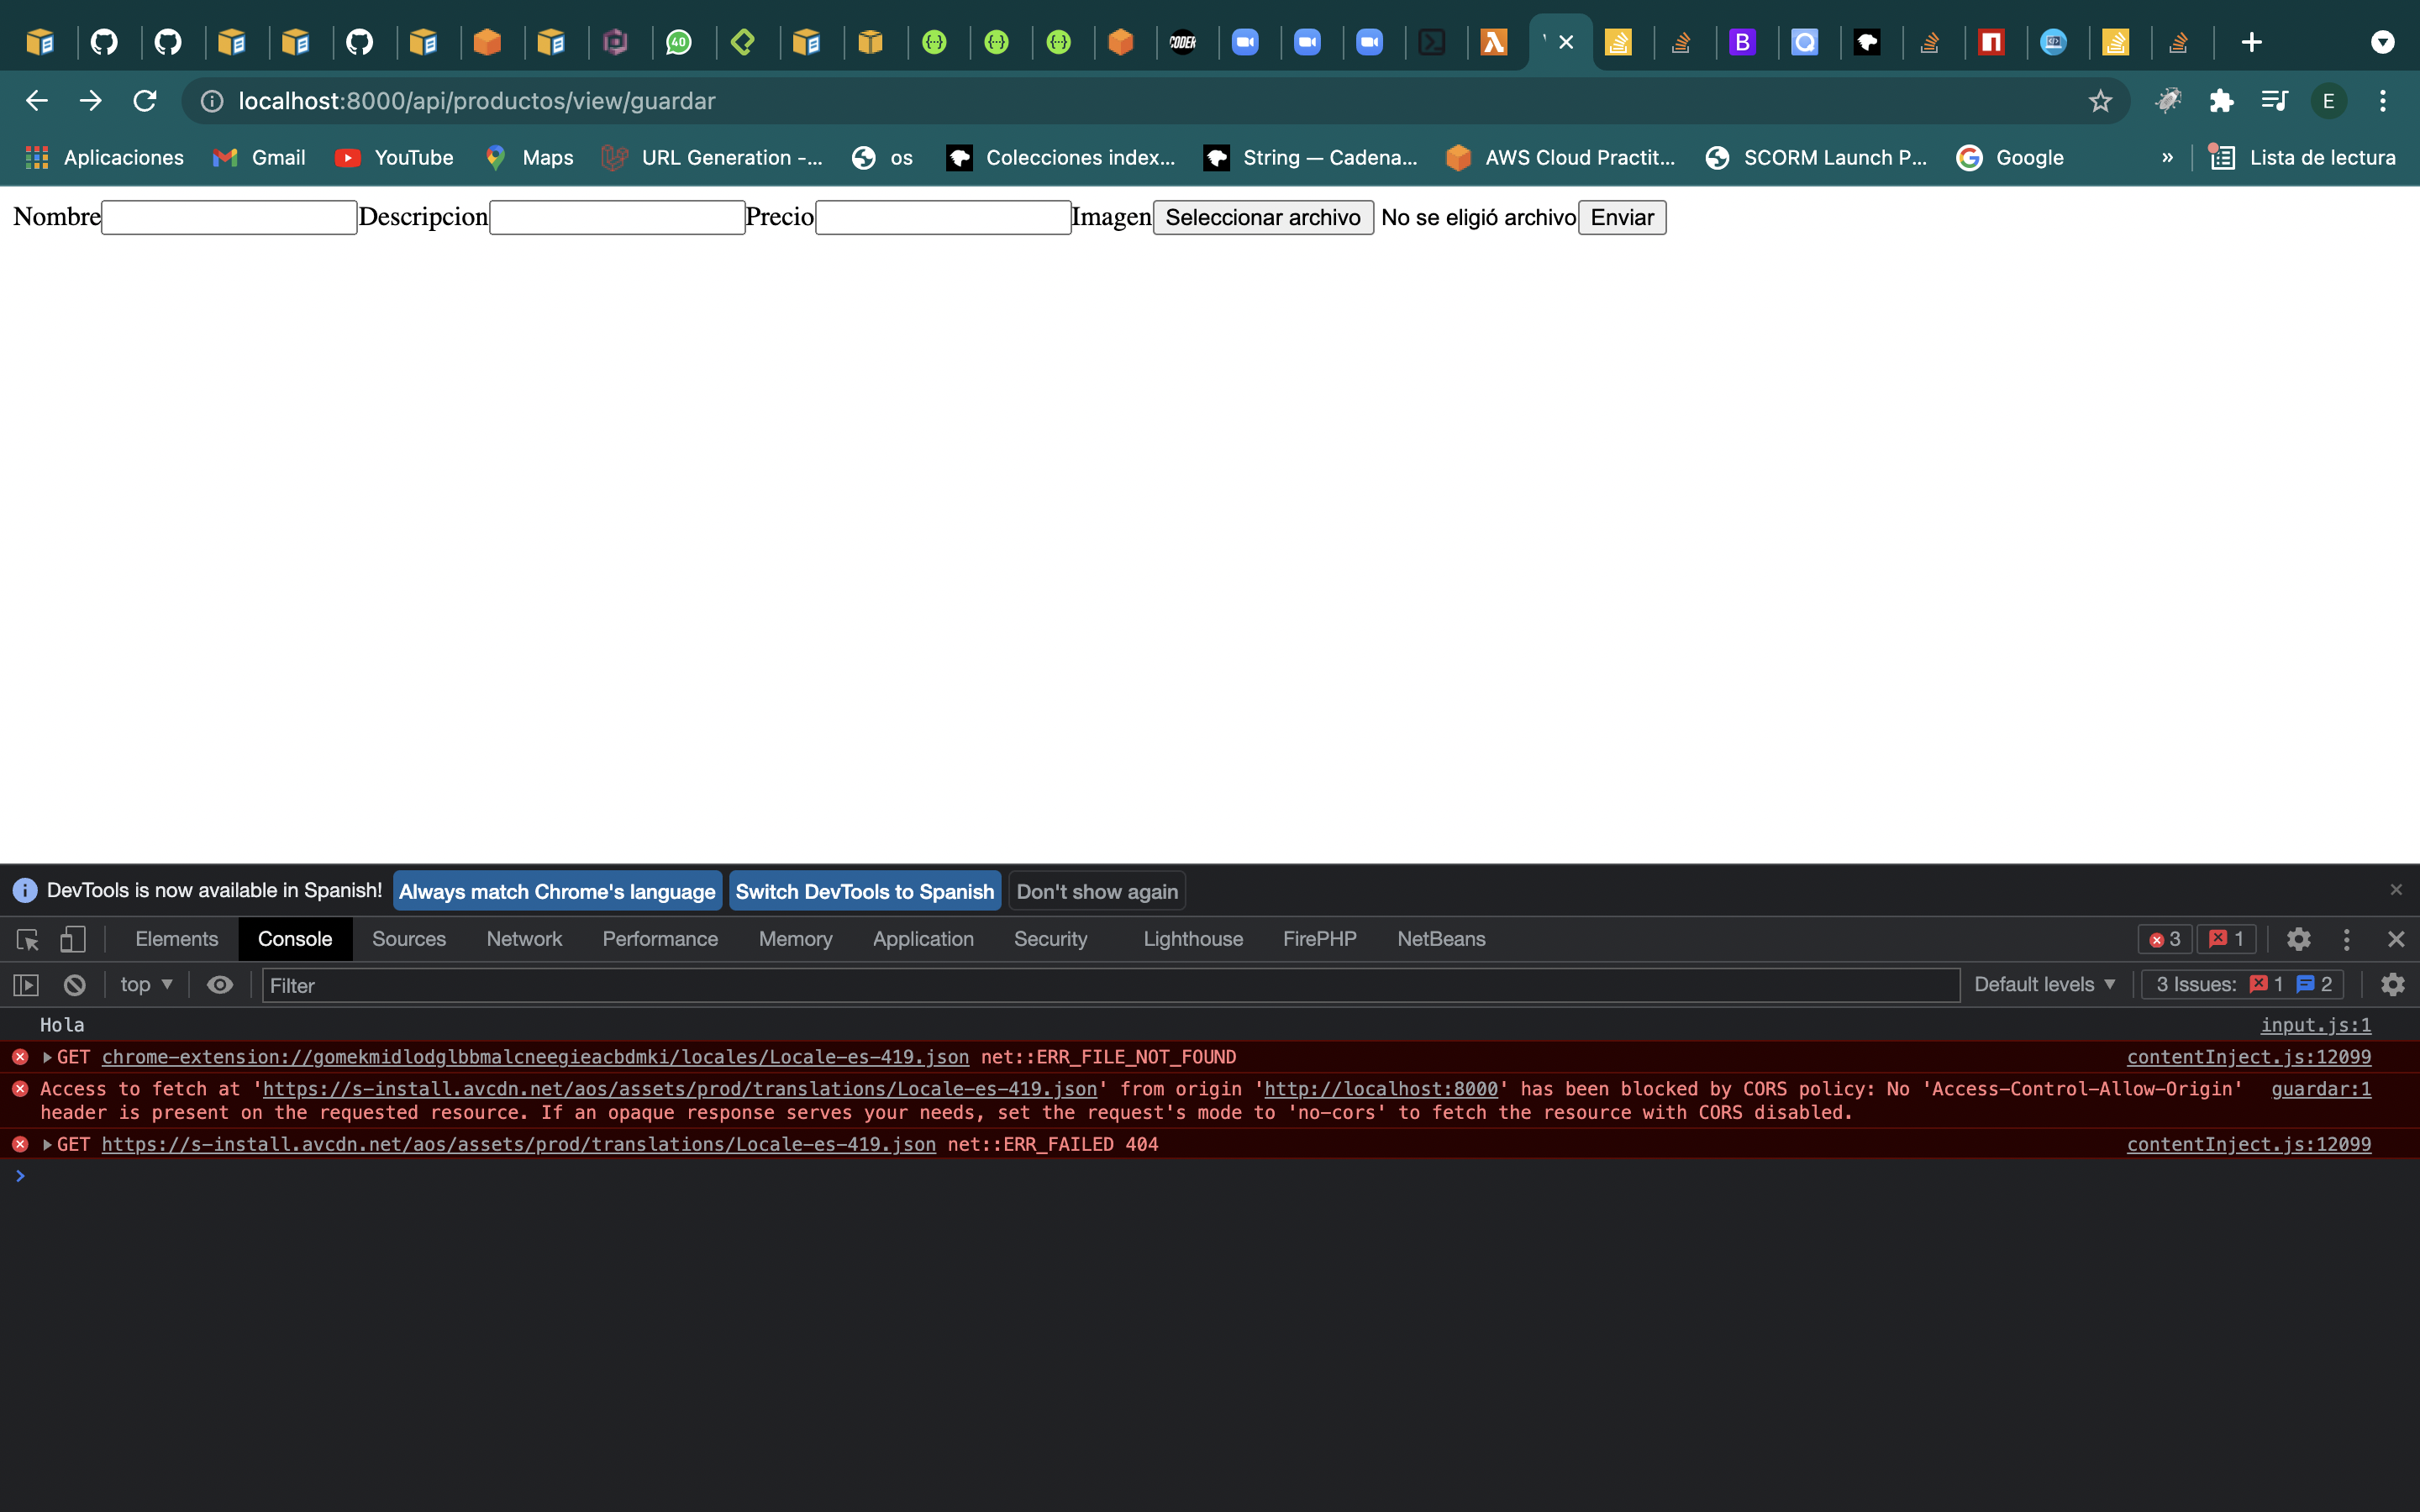 40
CODER
B
localhost:8000/api/productos/view/guardar
E
Aplicaciones Gmail YouTube Maps URL Generation -... os Colecciones index... String — Cadena... AWS Cloud Practit... SCORM Launch P... Google » Lista de lectura
Nombre Descripcion Precio Imagen Seleccionar archivo No se eligió archivo Enviar
DevTools is now available in Spanish! Always match Chrome's language Switch DevTools to Spanish Don't show again
Elements Console Sources Network Performance Memory Application Security Lighthouse FirePHP NetBeans 3 1
top Filter Default levels 3 Issues: 1 2
Hola input.js:1
GET chrome-extension://gomekmidlodglbbmalcneegieacbdmki/locales/Locale-es-419.json net::ERR_FILE_NOT_FOUND contentInject.js:12099
Access to fetch at 'https://s-install.avcdn.net/aos/assets/prod/translations/Locale-es-419.json' from origin 'http://localhost:8000' has been blocked by CORS policy: No 'Access-Control-Allow-Origin' guardar:1
header is present on the requested resource. If an opaque response serves your needs, set the request's mode to 'no-cors' to fetch the resource with CORS disabled.
GET https://s-install.avcdn.net/aos/assets/prod/translations/Locale-es-419.json net::ERR_FAILED 404 contentInject.js:12099